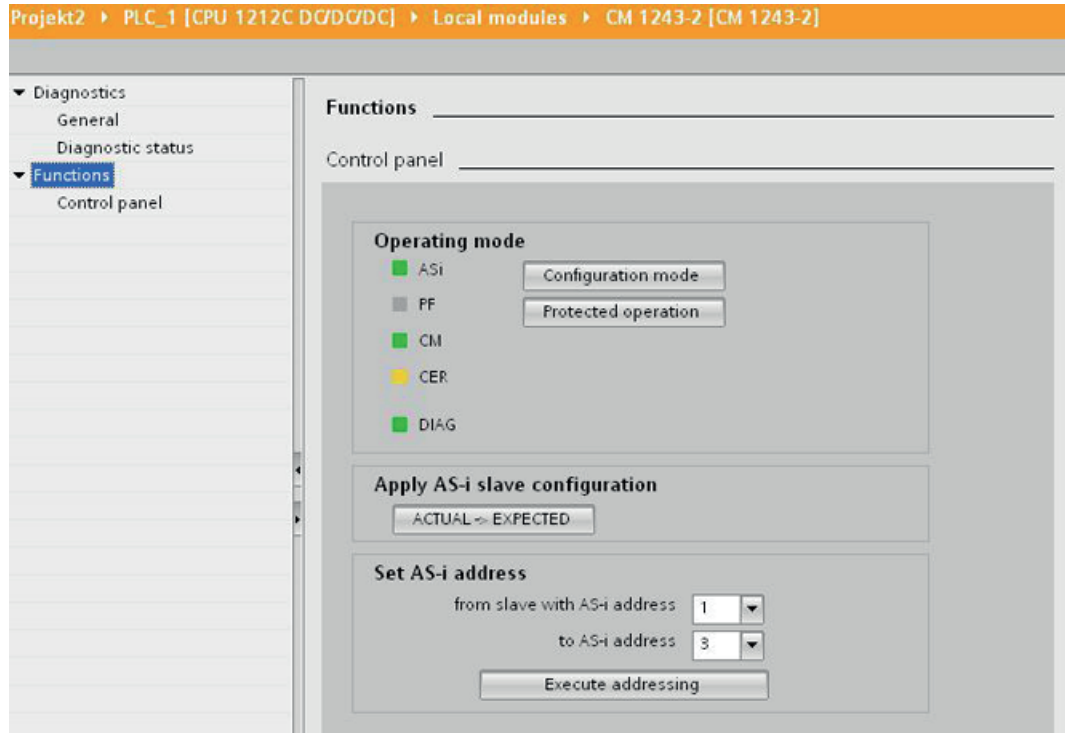 Projekt2 ▸ PLC_1 [CPU 1212C DC/DC/DC] ▸ Local modules ▸ CM 1243-2 [CM 1243-2]
Diagnostics
General
Diagnostic status
Functions
Control panel
Functions
Control panel
Operating mode
ASi
Configuration mode
PF
Protected operation
CM
CER
DIAG
Apply AS-i slave configuration
ACTUAL -> EXPECTED
Set AS-i address
from slave with AS-i address 1
to AS-i address 3
Execute addressing